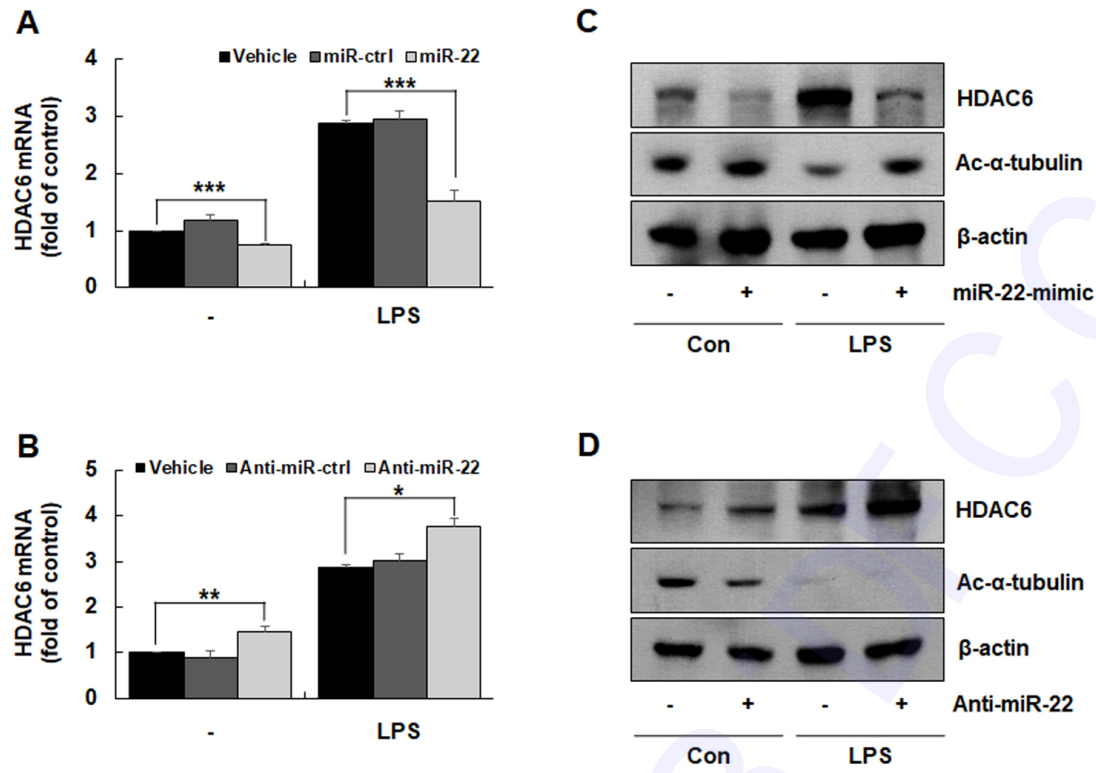 A
Vehicle miR-ctrl miR-22
HDAC6 mRNA
(fold of control)
4
3
2
1
0
***
***
-
LPS
B
Vehicle Anti-miR-ctrl Anti-miR-22
HDAC6 mRNA
(fold of control)
5
4
3
2
1
0
**
*
-
LPS
C
HDAC6
Ac-α-tubulin
β-actin
- + - + miR-22-mimic
Con LPS
D
HDAC6
Ac-α-tubulin
β-actin
- + - + Anti-miR-22
Con LPS